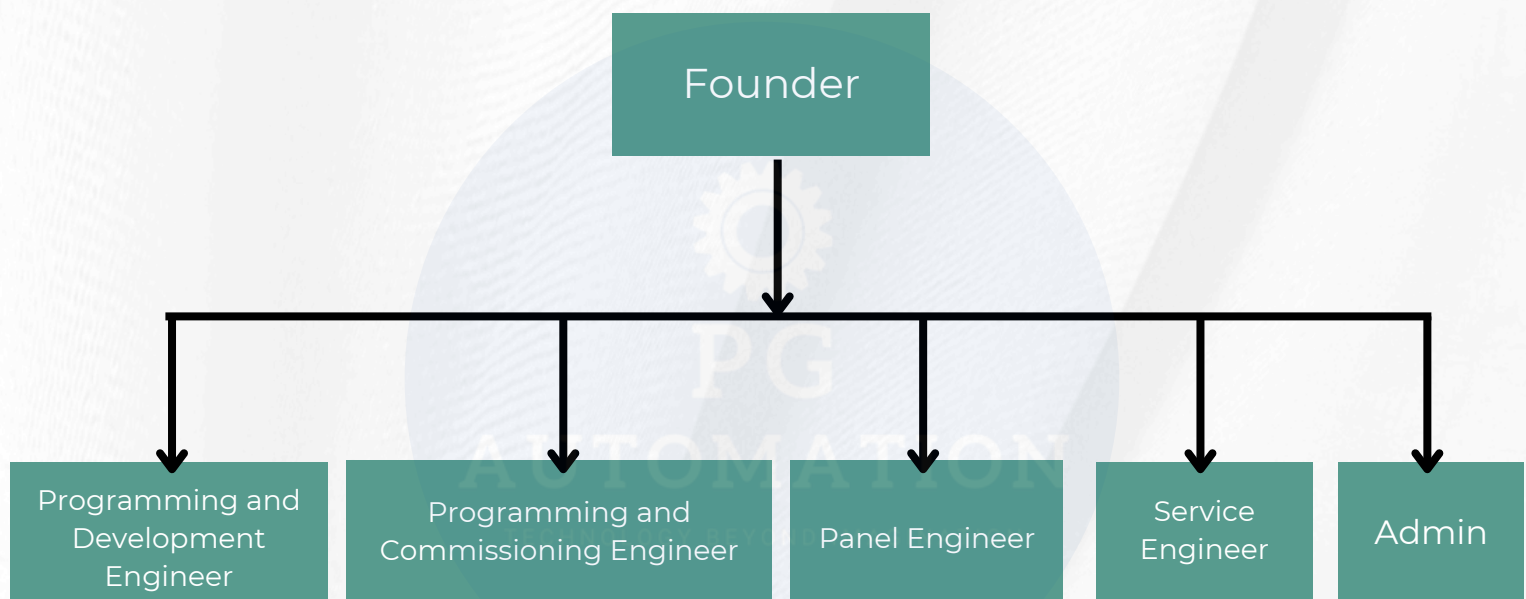 Founder
PG
AUTOMATION
Programming and
Development
Engineer
Programming and
Commissioning Engineer
Panel Engineer
Service
Engineer
Admin